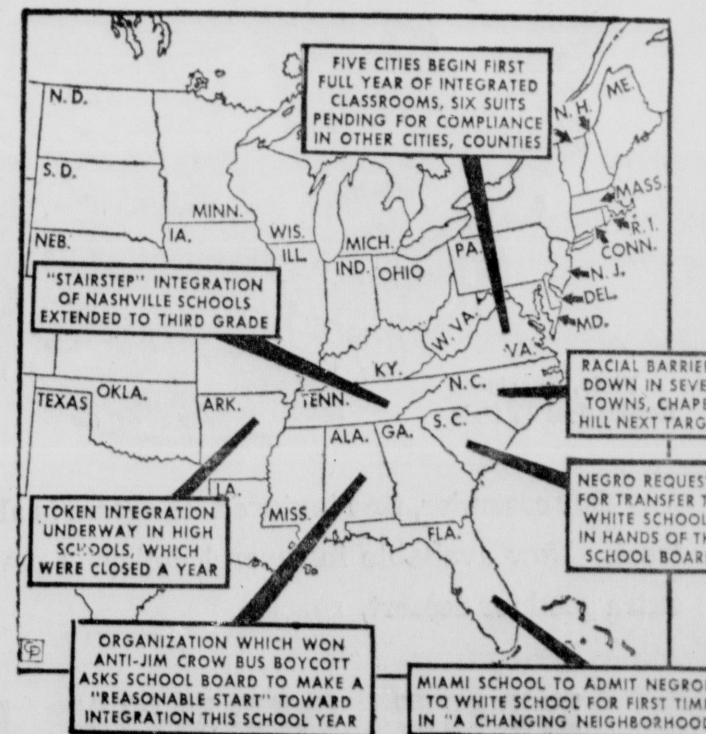 FIVE CITIES BEGIN FIRST
FULL YEAR OF INTEGRATED
CLASSROOMS, SIX SUITS
PENDING FOR COMPLIANCE
IN OTHER CITIES, COUNTIES
N. D.
S. D.
NEB.
MINN.
IA.
WIS.
ILL.
MICH.
IND.
OHIO
PA.
N. H.
ME.
MASS.
R. I.
CONN.
N. J.
DEL.
MD.
W. VA.
VA.
KY.
"STAIRSTEP" INTEGRATION
OF NASHVILLE SCHOOLS
EXTENDED TO THIRD GRADE
TEXAS
OKLA.
ARK.
TENN.
N. C.
S. C.
ALA.
GA.
LA.
MISS.
FLA.
RACIAL BARRIE
DOWN IN SEVE
TOWNS, CHAPE
HILL NEXT TARG
NEGRO REQUEST
FOR TRANSFER T
WHITE SCHOOL
IN HANDS OF TH
SCHOOL BOAR
TOKEN INTEGRATION
UNDERWAY IN HIGH
SCHOOLS, WHICH
WERE CLOSED A YEAR
CP
ORGANIZATION WHICH WON
ANTI-JIM CROW BUS BOYCOTT
ASKS SCHOOL BOARD TO MAKE A
"REASONABLE START" TOWARD
INTEGRATION THIS SCHOOL YEAR
MIAMI SCHOOL TO ADMIT NEGRO
TO WHITE SCHOOL FOR FIRST TIM
IN "A CHANGING NEIGHBORHOOD